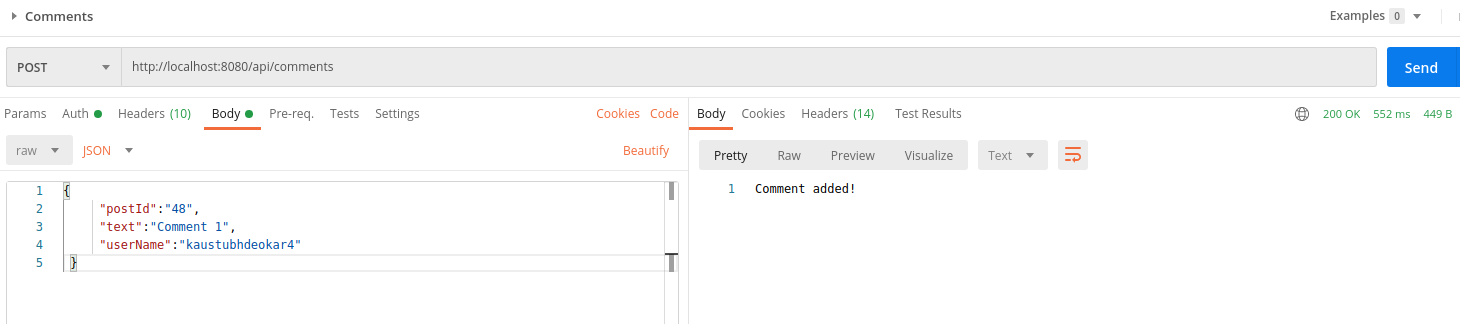 Comments
Examples 0
POST http://localhost:8080/api/comments Send
Params Auth Headers (10) Body Pre-req. Tests Settings Cookies Code
raw JSON Beautify
1 {
2 "postId":"48",
3 "text":"Comment 1",
4 "userName":"kaustubhdeokar4"
5 }
Body Cookies Headers (14) Test Results 200 OK 552 ms 449 B
Pretty Raw Preview Visualize Text
1 Comment added!